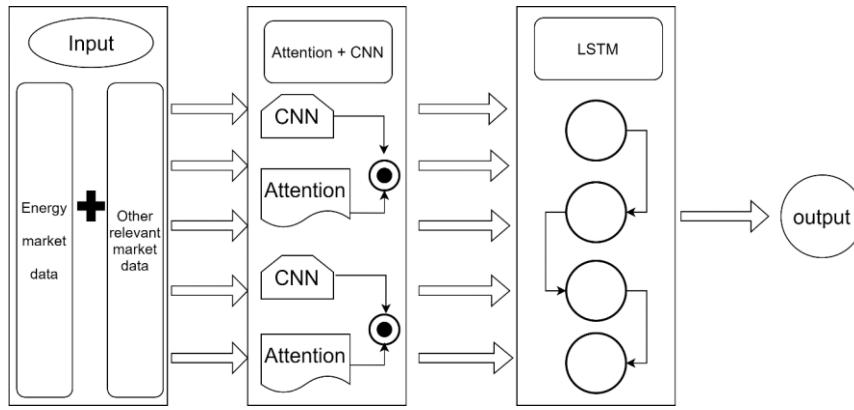 Input
Energy
market
data
Other
relevant
market
data
Attention + CNN
CNN
Attention
CNN
Attention
LSTM
output